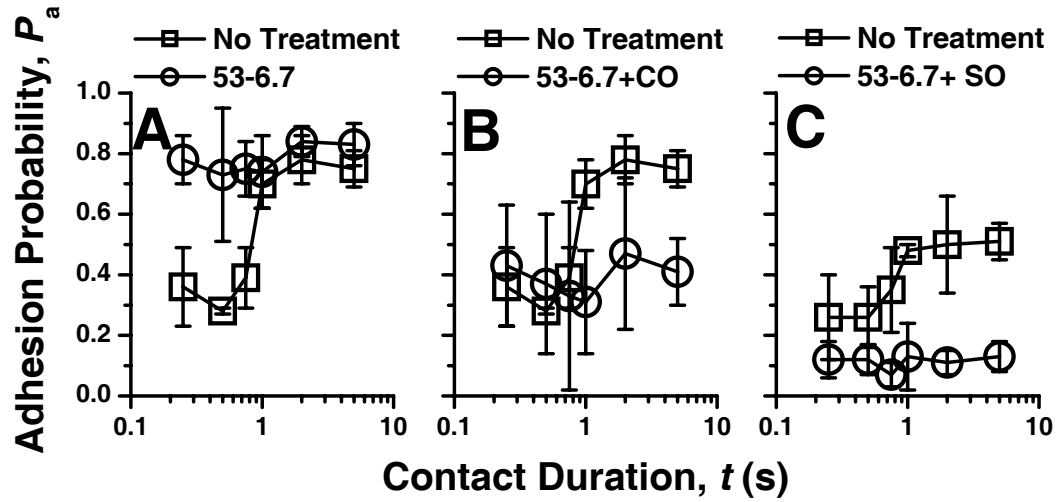 No Treatment
53-6.7
No Treatment
53-6.7+CO
No Treatment
53-6.7+ SO
Adhesion Probability, Pa
A
B
C
1.0
0.8
0.6
0.4
0.2
0.0
0.1 1 10
0.1 1 10
0.1 1 10
Contact Duration, t (s)